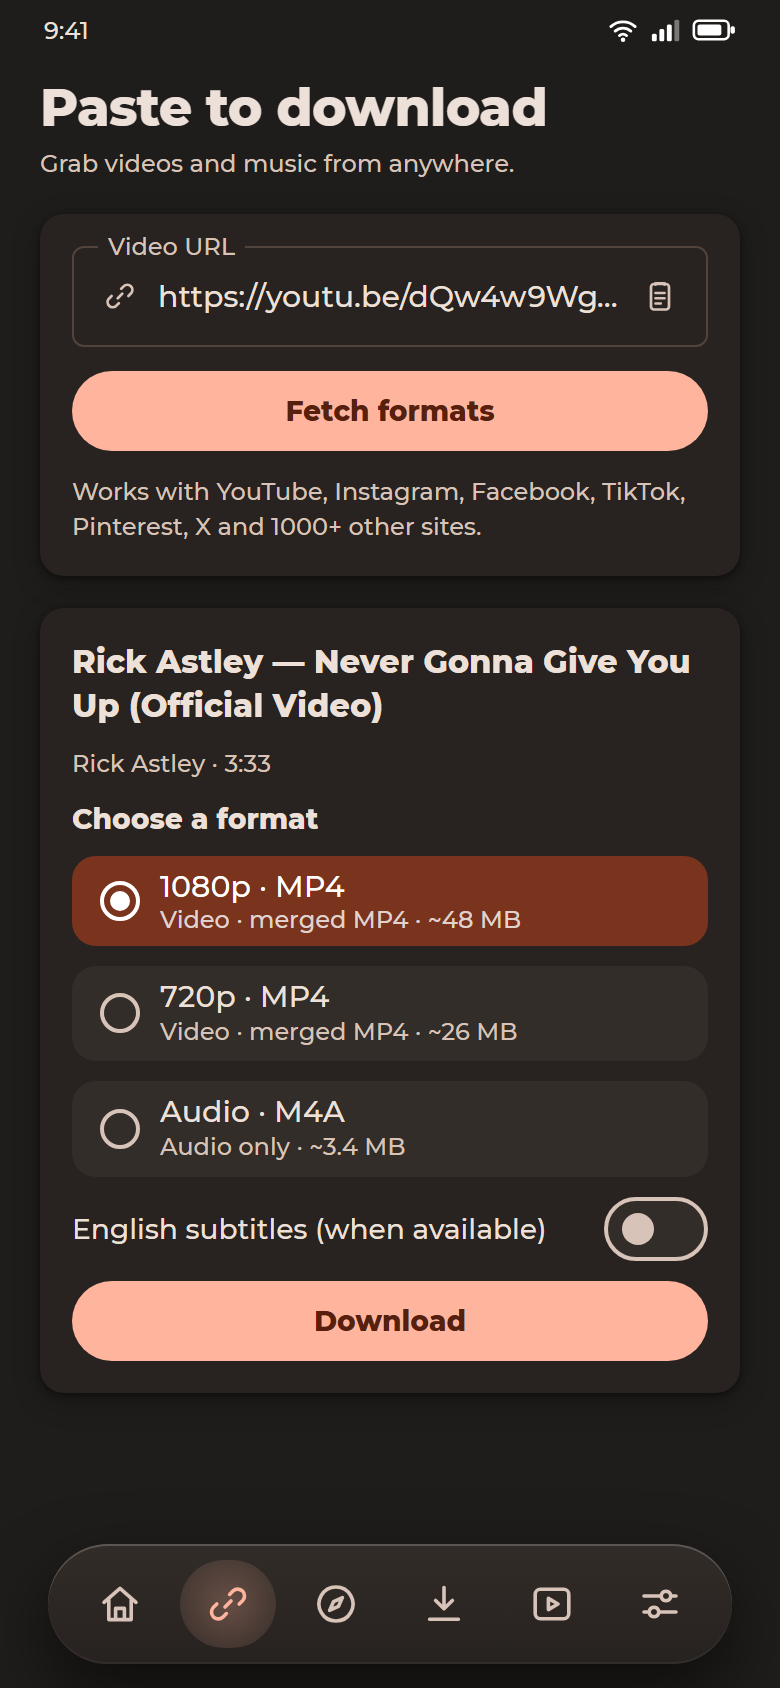 9:41
Paste to download
Grab videos and music from anywhere.
Video URL
https://youtu.be/dQw4w9Wg...
Fetch formats
Works with YouTube, Instagram, Facebook, TikTok,
Pinterest, X and 1000+ other sites.
Rick Astley — Never Gonna Give You
Up (Official Video)
Rick Astley · 3:33
Choose a format
1080p · MP4
Video · merged MP4 · ~48 MB
720p · MP4
Video · merged MP4 · ~26 MB
Audio · M4A
Audio only · ~3.4 MB
English subtitles (when available)
Download